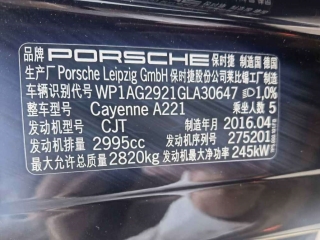 品牌 PORSCHE 保时捷 制造国 德国
生产厂 Porsche Leipzig GmbH 保时捷股份公司莱比锡工厂制造
车辆识别代号 WP1AG2921GLA30647 1,0%
整车型号 Cayenne A221 乘坐人数 5
发动机型号 CJT 制造年月 2016.04
发动机排量 2995cc 发动机序列号 275201
最大允许总质量 2820kg 发动机最大净功率 245kW